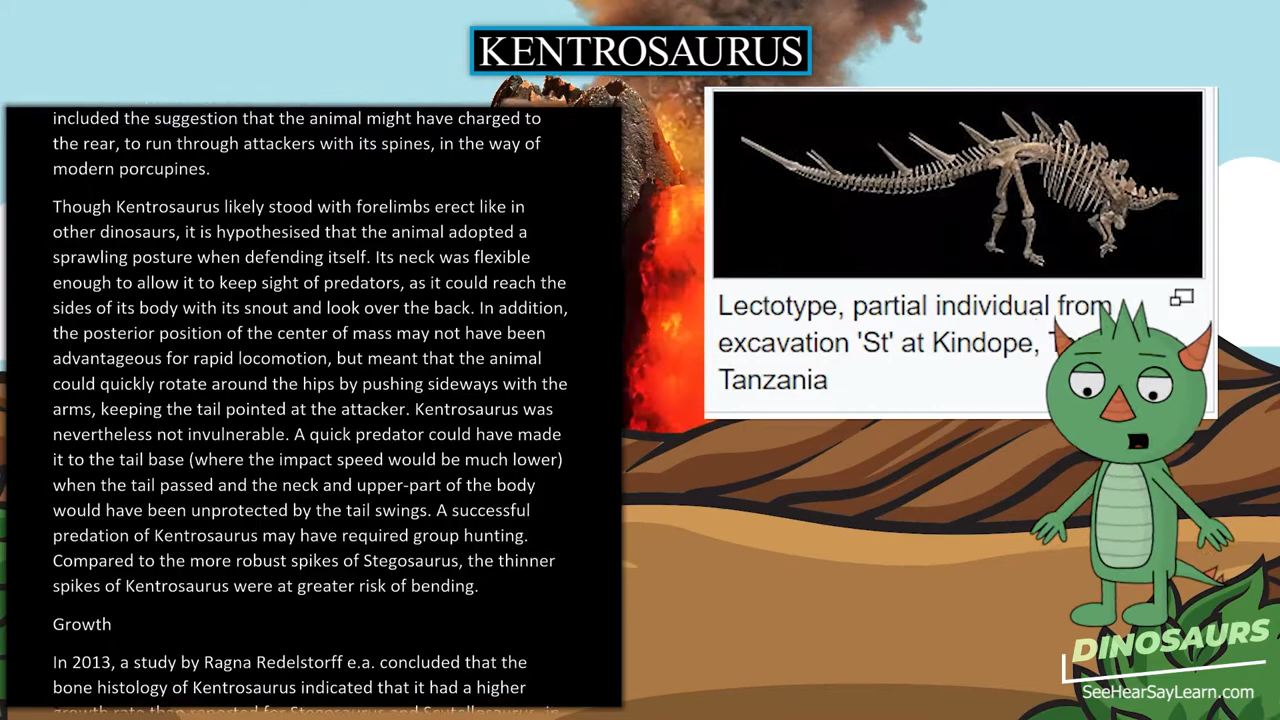 KENTROSAURUS
included the suggestion that the animal might have charged to
the rear, to run through attackers with its spines, in the way of
modern porcupines.
Though Kentrosaurus likely stood with forelimbs erect like in
other dinosaurs, it is hypothesised that the animal adopted a
sprawling posture when defending itself. Its neck was flexible
enough to allow it to keep sight of predators, as it could reach the
sides of its body with its snout and look over the back. In addition,
the posterior position of the center of mass may not have been
advantageous for rapid locomotion, but meant that the animal
could quickly rotate around the hips by pushing sideways with the
arms, keeping the tail pointed at the attacker. Kentrosaurus was
nevertheless not invulnerable. A quick predator could have made
it to the tail base (where the impact speed would be much lower)
when the tail passed and the neck and upper-part of the body
would have been unprotected by the tail swings. A successful
predation of Kentrosaurus may have required group hunting.
Compared to the more robust spikes of Stegosaurus, the thinner
spikes of Kentrosaurus were at greater risk of bending.
Growth
In 2013, a study by Ragna Redelstorff e.a. concluded that the
bone histology of Kentrosaurus indicated that it had a higher
growth rate than reported for Stegosaurus and Scutellosaurus, in
Lectotype, partial individual from
excavation 'St' at Kindope,
Tanzania
DINOSAURS
SeeHearSayLearn.com